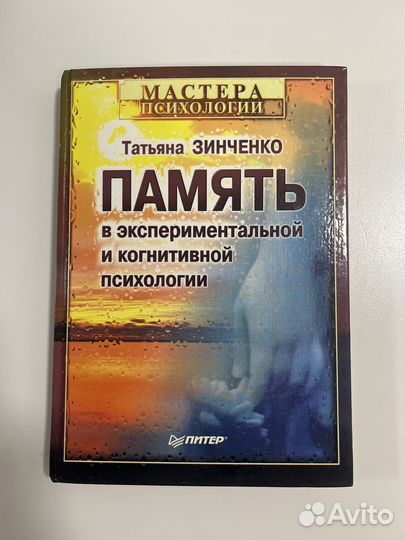 МАСТЕРА
ПСИХОЛОГИИ
Татьяна ЗИНЧЕНКО
ПАМЯТЬ
в экспериментальной
и когнитивной
психологии
ПИТЕР®
Avito